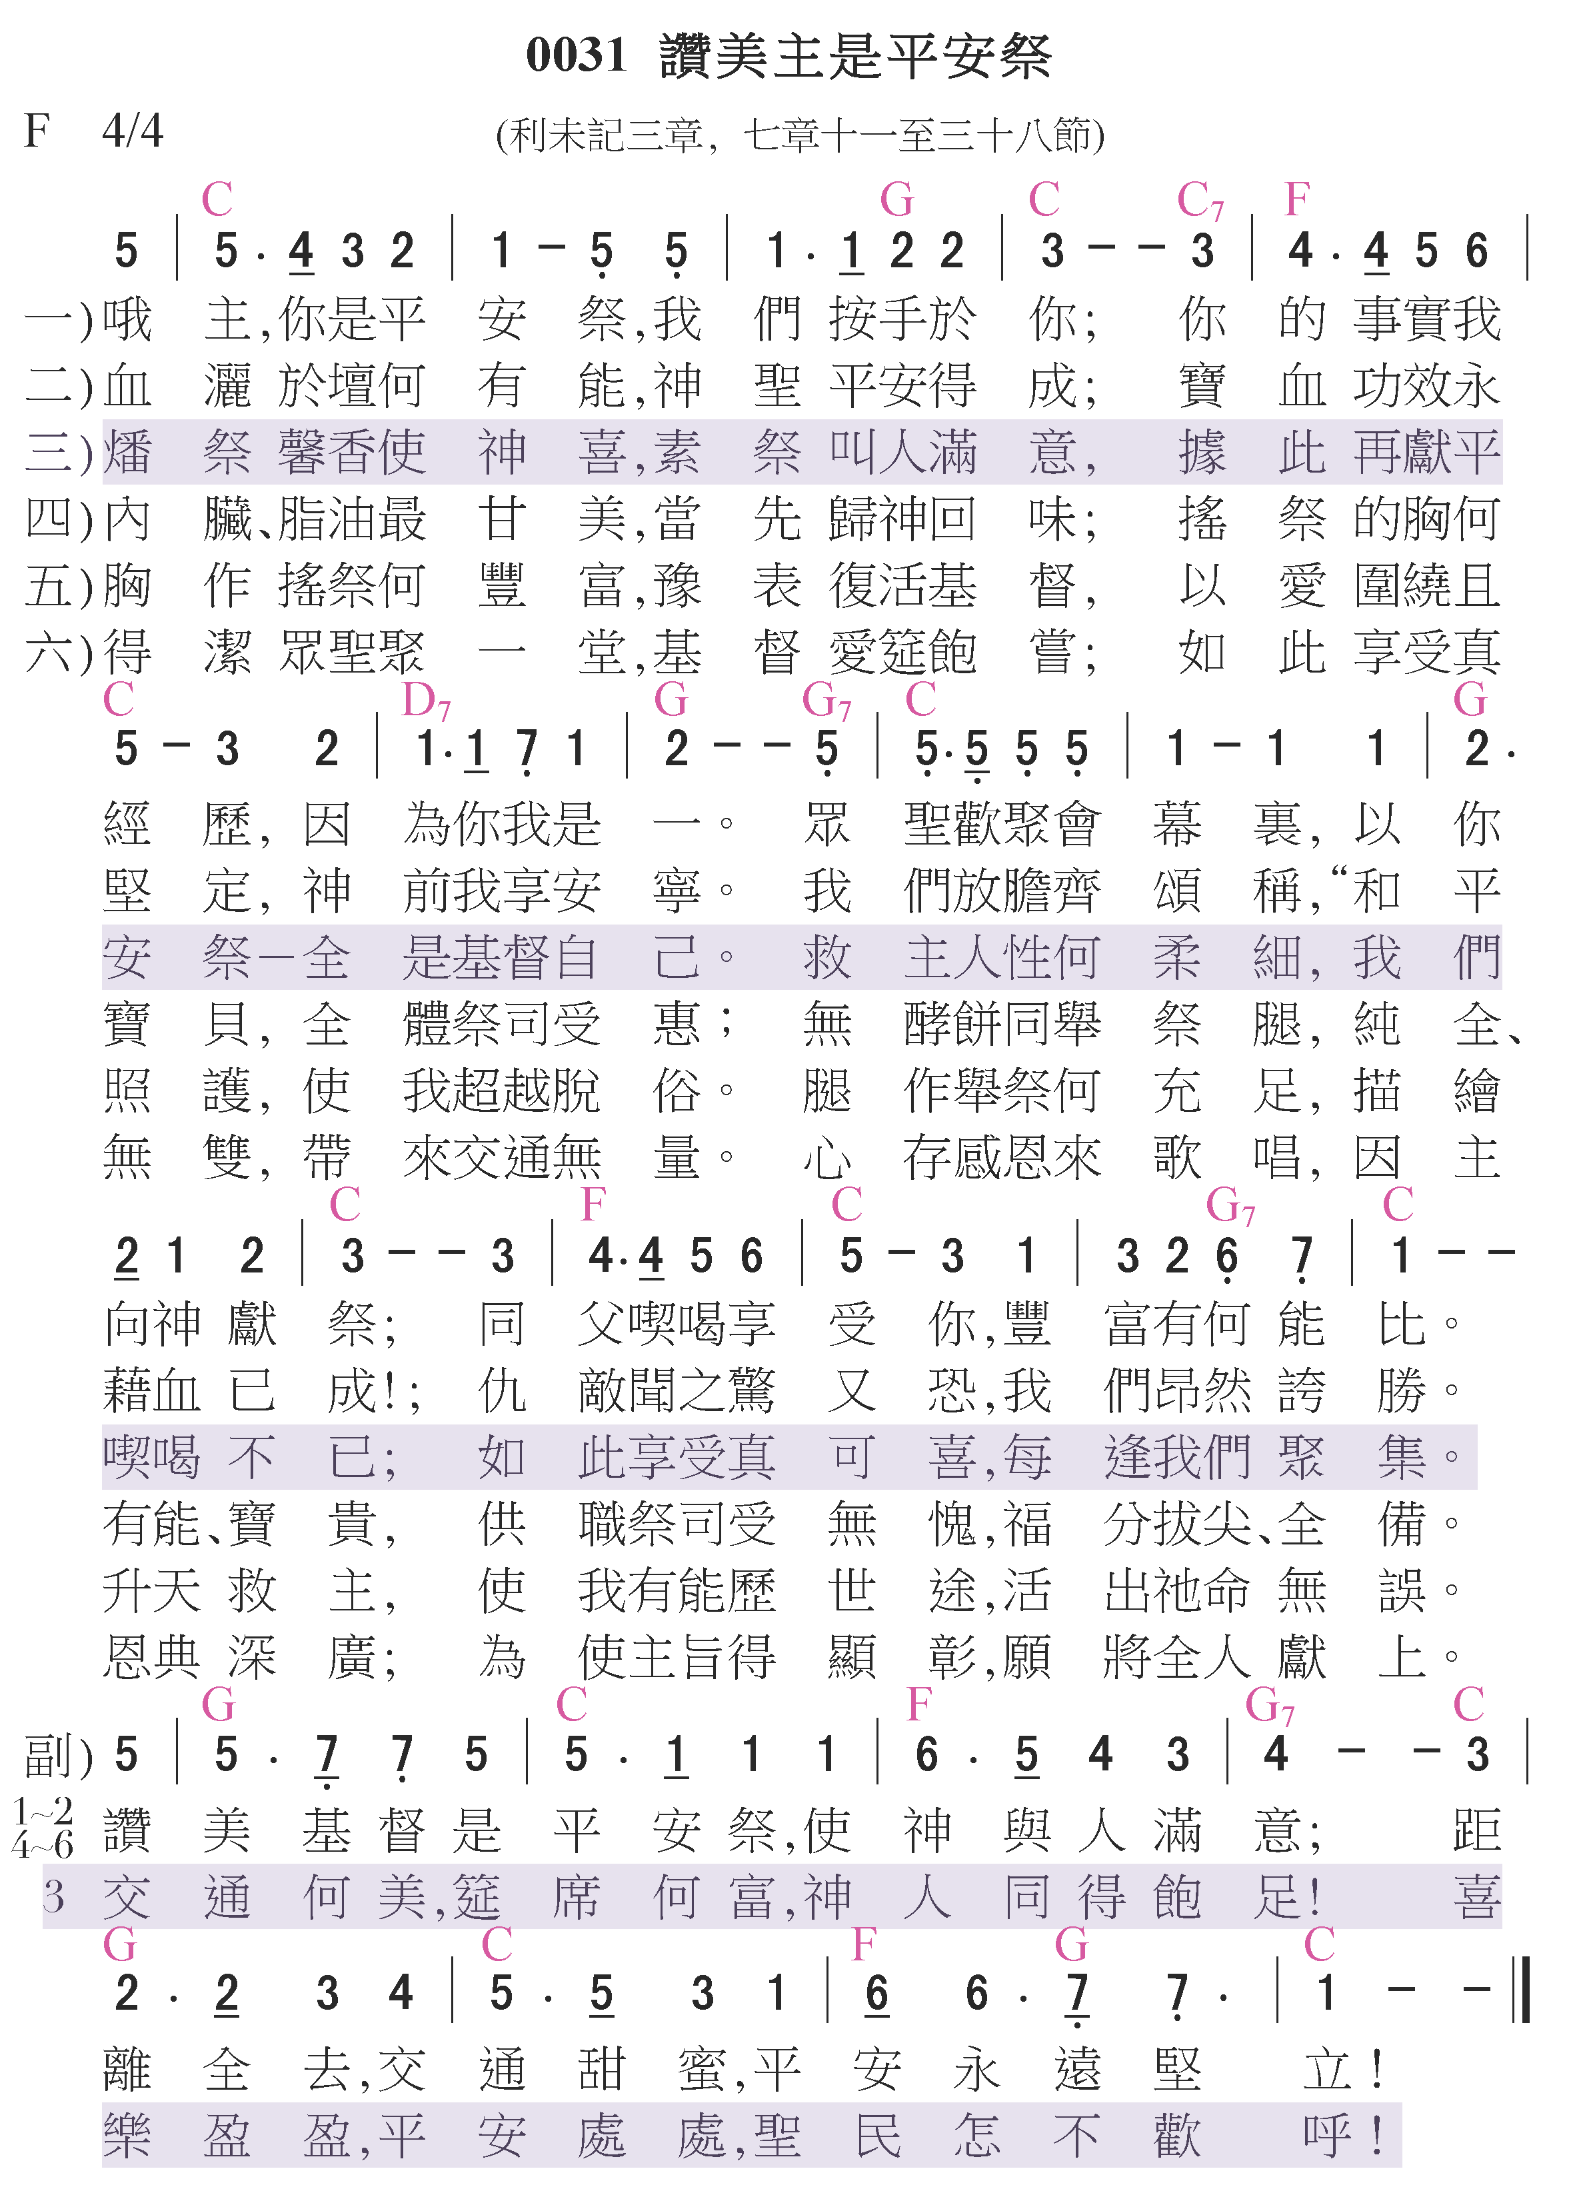 0031 讚美主是平安祭
F 4/4 (利未記三章，七章十一至三十八節)
C G C C7 F
5 | 5 . 4 3 2 | 1 – 5 5 | 1 . 1 2 2 | 3 – – 3 | 4 . 4 5 6 |
一)哦主,你是平安祭,我們按手於你;你的事實我
二)血灑於壇何有能,神聖平安得成;寶血功效永
三)燔祭馨香使神喜,素祭叫人滿意,據此再獻平
四)內臟、脂油最甘美,當先歸神回味;搖祭的胸何
五)胸作搖祭何豐富,豫表復活基督,以愛圍繞且
六)得潔眾聖聚一堂,基督愛筵飽嘗;如此享受真
C D7 G G7 C G
5 – 3 2 | 1 . 1 7 1 | 2 – – 5 | 5 . 5 5 5 | 1 – 1 1 | 2 .
經歷,因為你我是一。眾聖歡聚會幕裏,以你
堅定,神前我享安寧。我們放膽齊頌稱,“和平
安祭—全是基督自己。救主人性何柔細,我們
寶貝,全體祭司受惠;無酵餅同舉祭腿,純全、
照護,使我超越脫俗。腿作舉祭何充足,描繪
無雙,帶來交通無量。心存感恩來歌唱,因主
C F C G7 C
2 1 2 | 3 – – 3 | 4 . 4 5 6 | 5 – 3 1 | 3 2 6 7 | 1 – –
向神獻祭;同父喫喝享受你,豐富有何能比。
藉血已成!;仇敵聞之驚又恐,我們昂然誇勝。
喫喝不已;如此享受真可喜,每逢我們聚集。
有能、寶貴,供職祭司受無愧,福分拔尖、全備。
升天救主,使我有能歷世途,活出祂命無誤。
恩典深廣;為使主旨得顯彰,願將全人獻上。
G C F G7 C
副) 5 | 5 . 7 7 5 | 5 . 1 1 1 | 6 . 5 4 3 | 4 – – 3 |
1~2 4~6 讚美基督是平安祭,使神與人滿意;距
3 交通何美,筵席何富,神人同得飽足!喜
G C F G C
2 . 2 3 4 | 5 . 5 3 1 | 6 6 . 7 7 . | 1 – – ‖
離全去,交通甜蜜,平安永遠堅立!
樂盈盈,平安處處,聖民怎不歡呼!